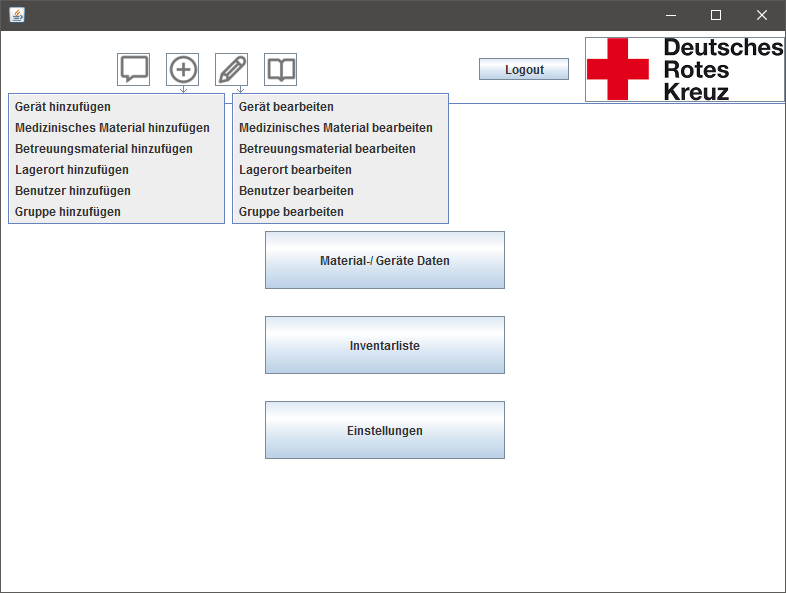 Logout
Deutsches
Rotes
Kreuz
Gerät hinzufügen
Medizinisches Material hinzufügen
Betreuungsmaterial hinzufügen
Lagerort hinzufügen
Benutzer hinzufügen
Gruppe hinzufügen
Gerät bearbeiten
Medizinisches Material bearbeiten
Betreuungsmaterial bearbeiten
Lagerort bearbeiten
Benutzer bearbeiten
Gruppe bearbeiten
Material-/ Geräte Daten
Inventarliste
Einstellungen